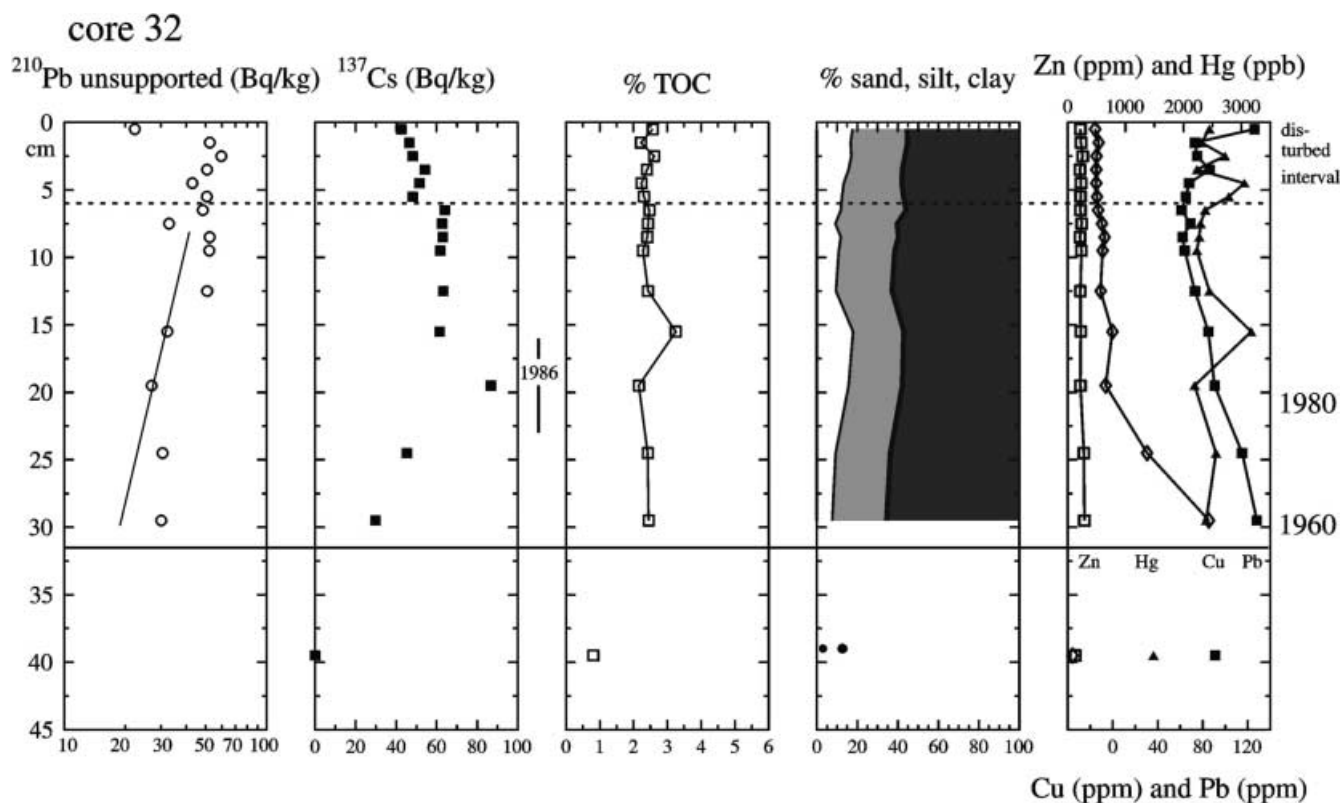 core 32
210Pb unsupported (Bq/kg) 137Cs (Bq/kg) % TOC % sand, silt, clay Zn (ppm) and Hg (ppb)
0 1000 2000 3000
0
cm
5
10
15
20
25
30
35
40
45
1986
dis-
turbed
interval
1980
1960
Zn Hg Cu Pb
10 20 30 50 70 100
0 20 40 60 80 100
0 1 2 3 4 5 6
0 20 40 60 80 100
0 40 80 120
Cu (ppm) and Pb (ppm)